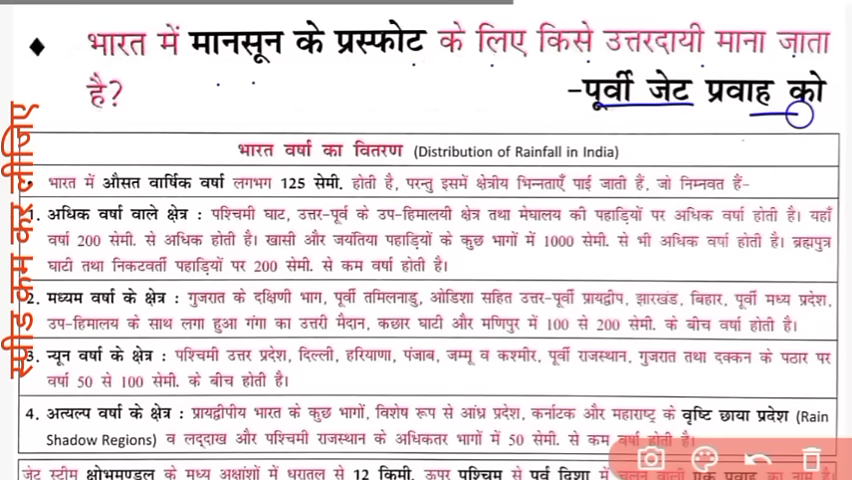 ♦ भारत में मानसून के प्रस्फोट के लिए किसे उत्तरदायी माना जाता
है? -पूर्वी जेट प्रवाह को
भारत वर्षा का वितरण (Distribution of Rainfall in India)
भारत में औसत वार्षिक वर्षा लगभग 125 सेमी. होती है, परन्तु इसमें क्षेत्रीय भिन्नताएँ पाई जाती हैं, जो निम्नवत हैं-
1. अधिक वर्षा वाले क्षेत्र : पश्चिमी घाट, उत्तर-पूर्व के उप-हिमालयी क्षेत्र तथा मेघालय की पहाड़ियों पर अधिक वर्षा होती है। यहाँ
वर्षा 200 सेमी. से अधिक होती है। खासी और जयंतिया पहाड़ियों के कुछ भागों में 1000 सेमी. से भी अधिक वर्षा होती है। ब्रह्मपुत्र
घाटी तथा निकटवर्ती पहाड़ियों पर 200 सेमी. से कम वर्षा होती है।
2. मध्यम वर्षा के क्षेत्र : गुजरात के दक्षिणी भाग, पूर्वी तमिलनाडु, ओडिशा सहित उत्तर-पूर्वी प्रायद्वीप, झारखंड, बिहार, पूर्वी मध्य प्रदेश,
उप-हिमालय के साथ लगा हुआ गंगा का उत्तरी मैदान, कछार घाटी और मणिपुर में 100 से 200 सेमी. के बीच वर्षा होती है।
3. न्यून वर्षा के क्षेत्र : पश्चिमी उत्तर प्रदेश, दिल्ली, हरियाणा, पंजाब, जम्मू व कश्मीर, पूर्वी राजस्थान, गुजरात तथा दक्कन के पठार पर
वर्षा 50 से 100 सेमी. के बीच होती है।
4. अत्यल्प वर्षा के क्षेत्र : प्रायद्वीपीय भारत के कुछ भागों, विशेष रूप से आंध्र प्रदेश, कर्नाटक और महाराष्ट्र के वृष्टि छाया प्रदेश (Rain
Shadow Regions) व लद्दाख और पश्चिमी राजस्थान के अधिकतर भागों में 50 सेमी. से कम वर्षा होती है।
जेट स्टीम क्षोभमण्डल के मध्य अक्षांशों में धरातल से 12 किमी. ऊपर पश्चिम से पूर्व दिशा में चलने वाली एक प्रवाह का नाम है।
स्पीड कम कर लीजिए